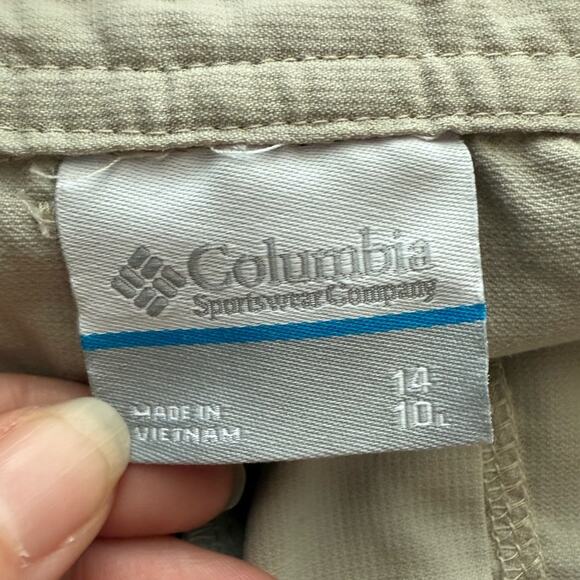 Columbia
Sportswear Company
14
10L
MADE IN
VIETNAM